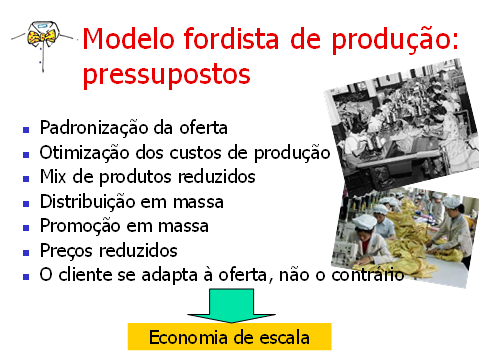 Modelo fordista de produção:
pressupostos
Padronização da oferta
Otimização dos custos de produção
Mix de produtos reduzidos
Distribuição em massa
Promoção em massa
Preços reduzidos
O cliente se adapta à oferta, não o contrário
Economia de escala